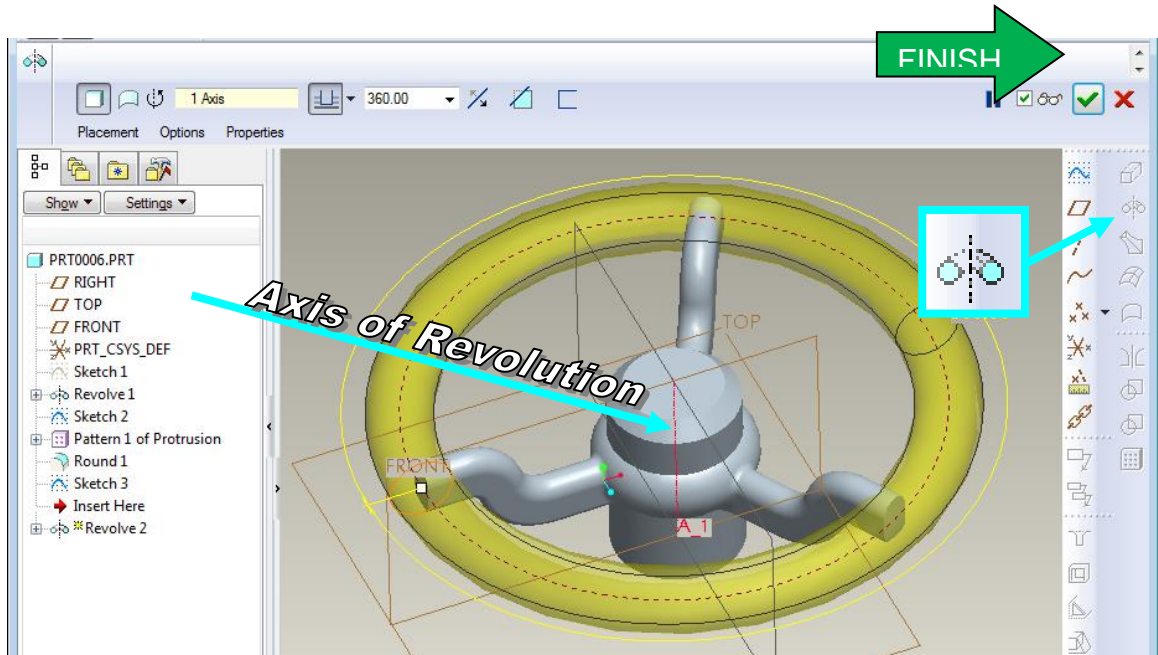 FINISH
1 Axis
360.00
Placement Options Properties
Show Settings
PRT0006.PRT
RIGHT
TOP
FRONT
PRT_CSYS_DEF
Sketch 1
Revolve 1
Sketch 2
Pattern 1 of Protrusion
Round 1
Sketch 3
Insert Here
Revolve 2
Axis of Revolution
TOP
FRONT
A_1